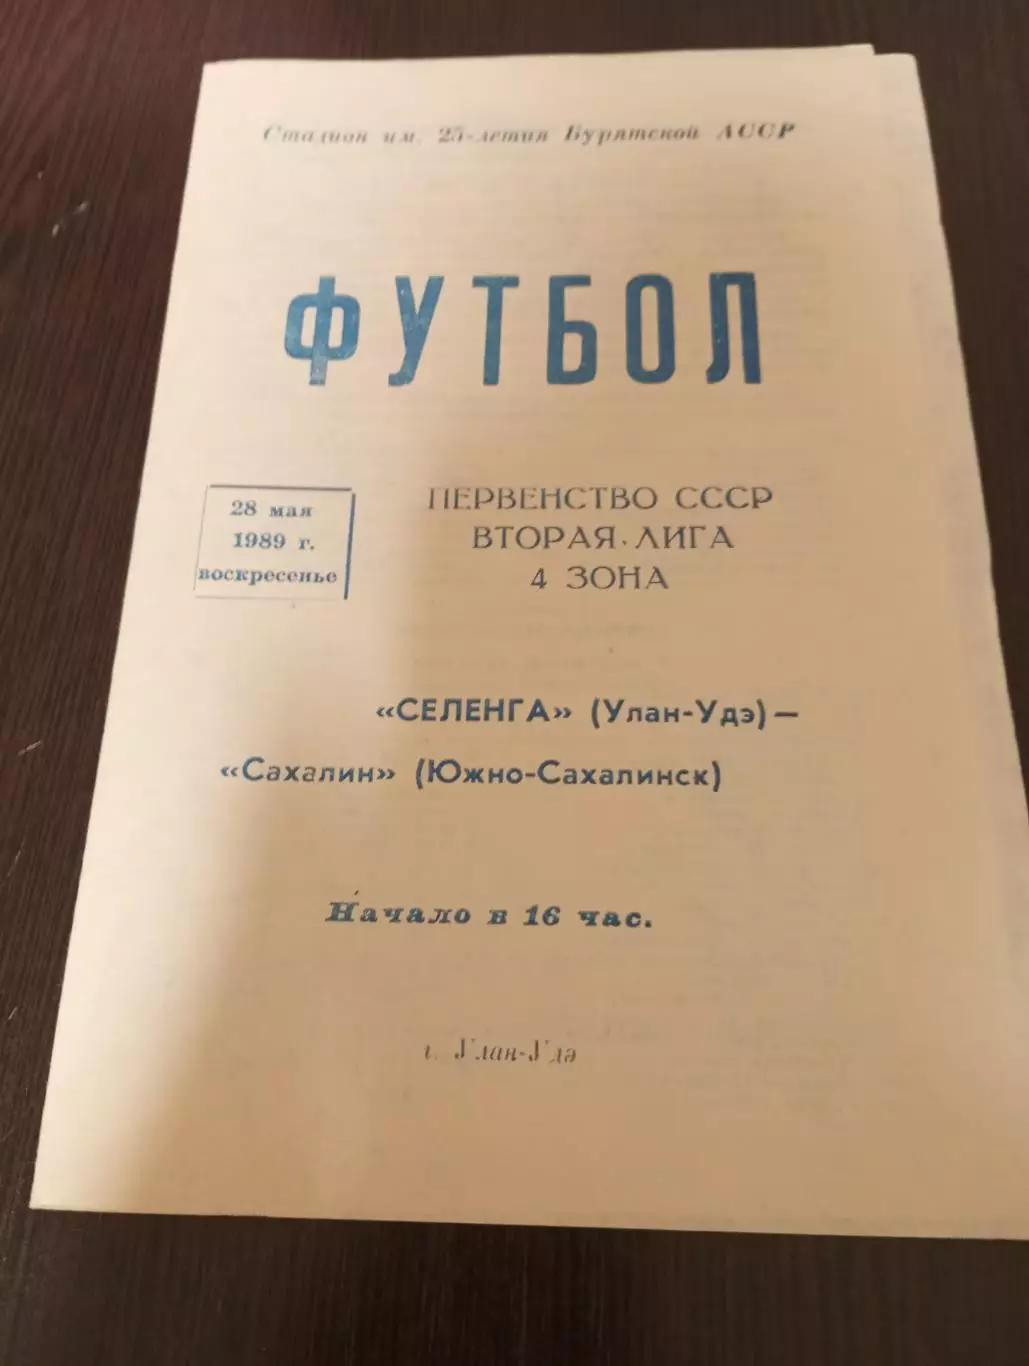 Стадион им. 25-летия Бурятской АССР
ФУТБОЛ
28 мая
1989 г.
воскресенье
ПЕРВЕНСТВО СССР
ВТОРАЯ ЛИГА
4 ЗОНА
«СЕЛЕНГА» (Улан-Удэ) —
«Сахалин» (Южно-Сахалинск)
Начало в 16 час.
г. Улан-Удэ